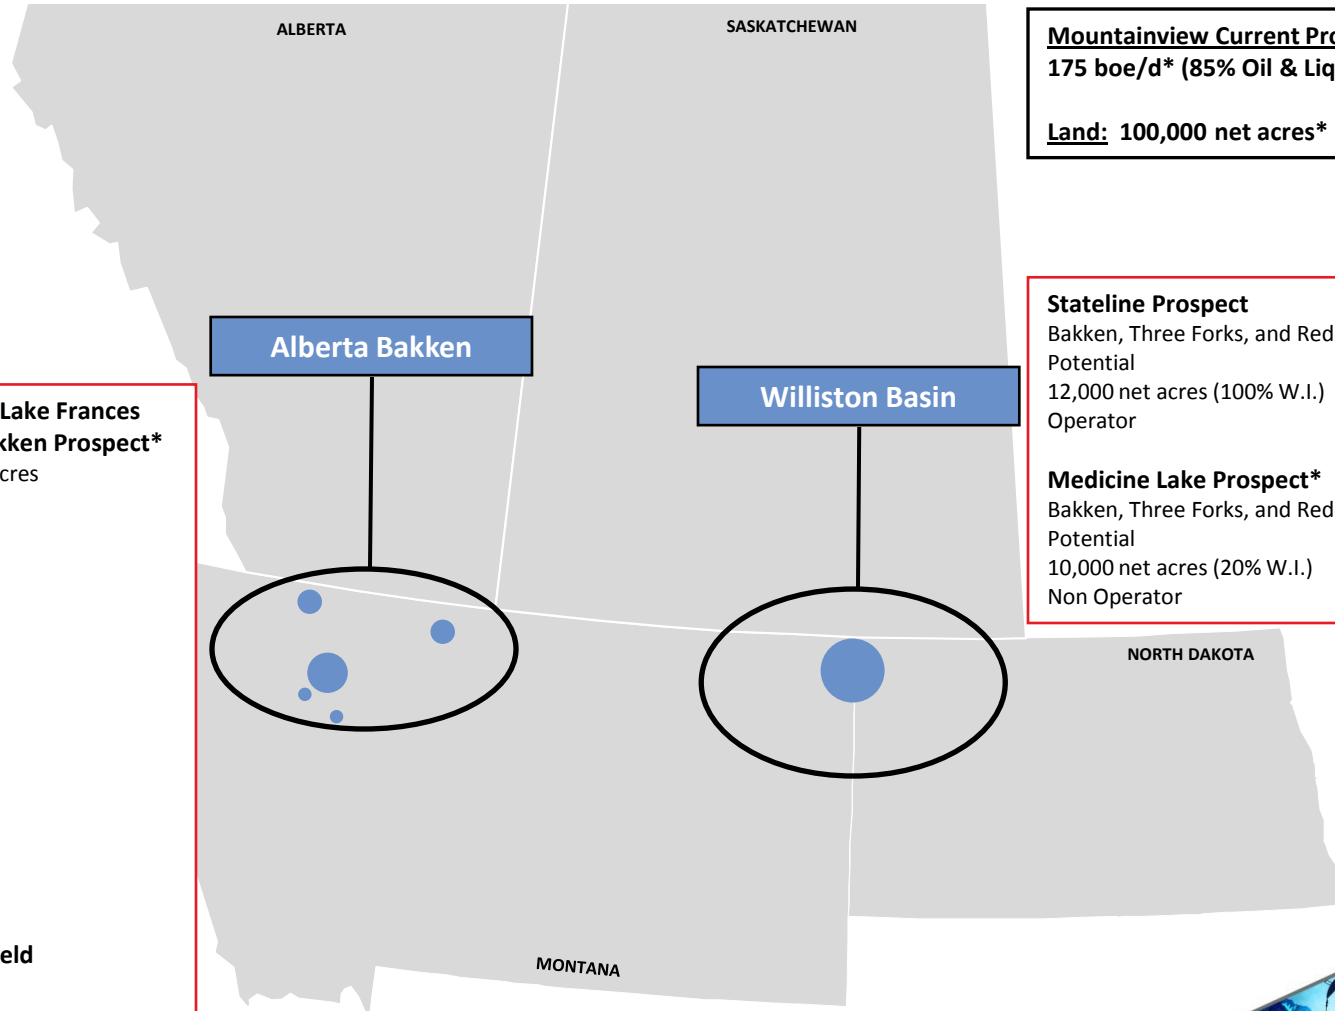 ALBERTA
SASKATCHEWAN
Mountainview Current Pro
175 boe/d* (85% Oil & Liq
Land: 100,000 net acres*
Alberta Bakken
Williston Basin
Stateline Prospect
Bakken, Three Forks, and Red
Potential
12,000 net acres (100% W.I.)
Operator
Medicine Lake Prospect*
Bakken, Three Forks, and Red
Potential
10,000 net acres (20% W.I.)
Non Operator
Lake Frances
kken Prospect*
cres
eld
NORTH DAKOTA
MONTANA